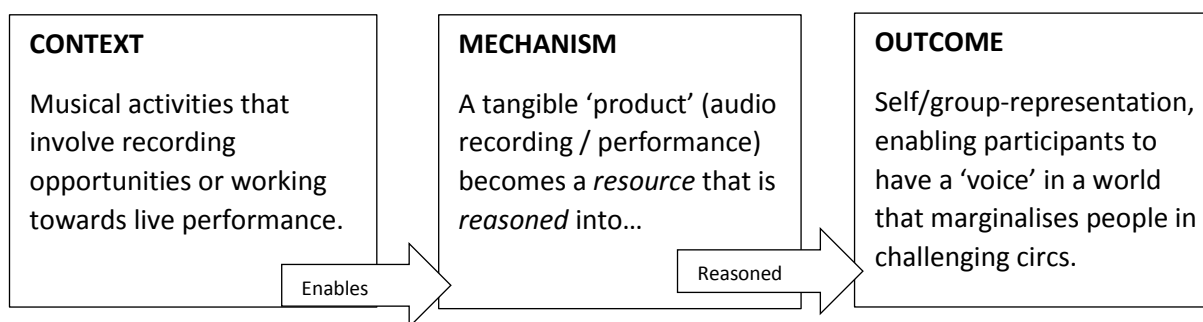 CONTEXT
Musical activities that
involve recording
opportunities or working
towards live performance.
Enables
MECHANISM
A tangible ‘product’ (audio
recording / performance)
becomes a resource that is
reasoned into…
Reasoned
OUTCOME
Self/group-representation,
enabling participants to
have a ‘voice’ in a world
that marginalises people in
challenging circs.